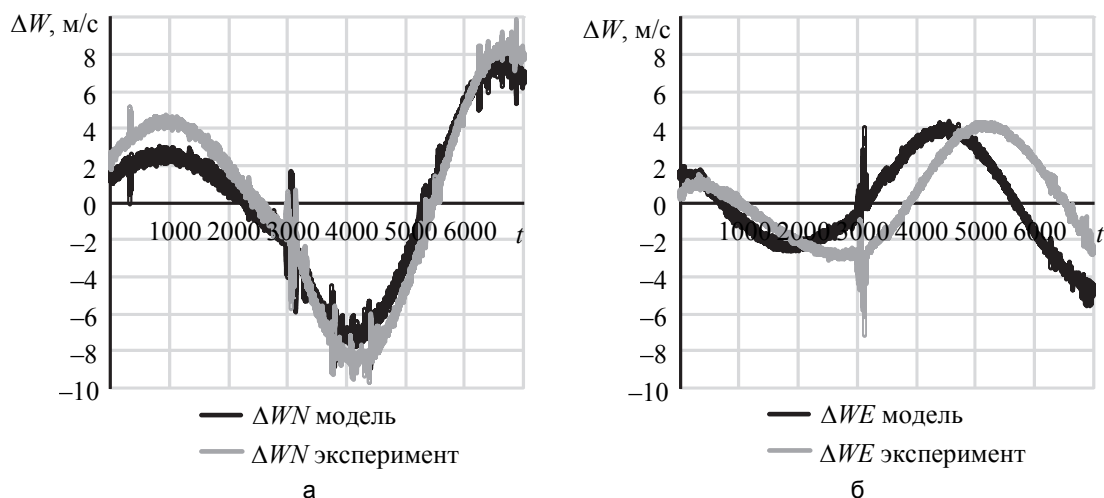 ΔW, м/с
8
6
4
2
0
–2
–4
–6
–8
–10
1000 2000 3000 4000 5000 6000 t
ΔWN модель
ΔWN эксперимент
а
ΔW, м/с
8
6
4
2
0
–2
–4
–6
–8
–10
1000 2000 3000 4000 5000 6000 t
ΔWE модель
ΔWE эксперимент
б